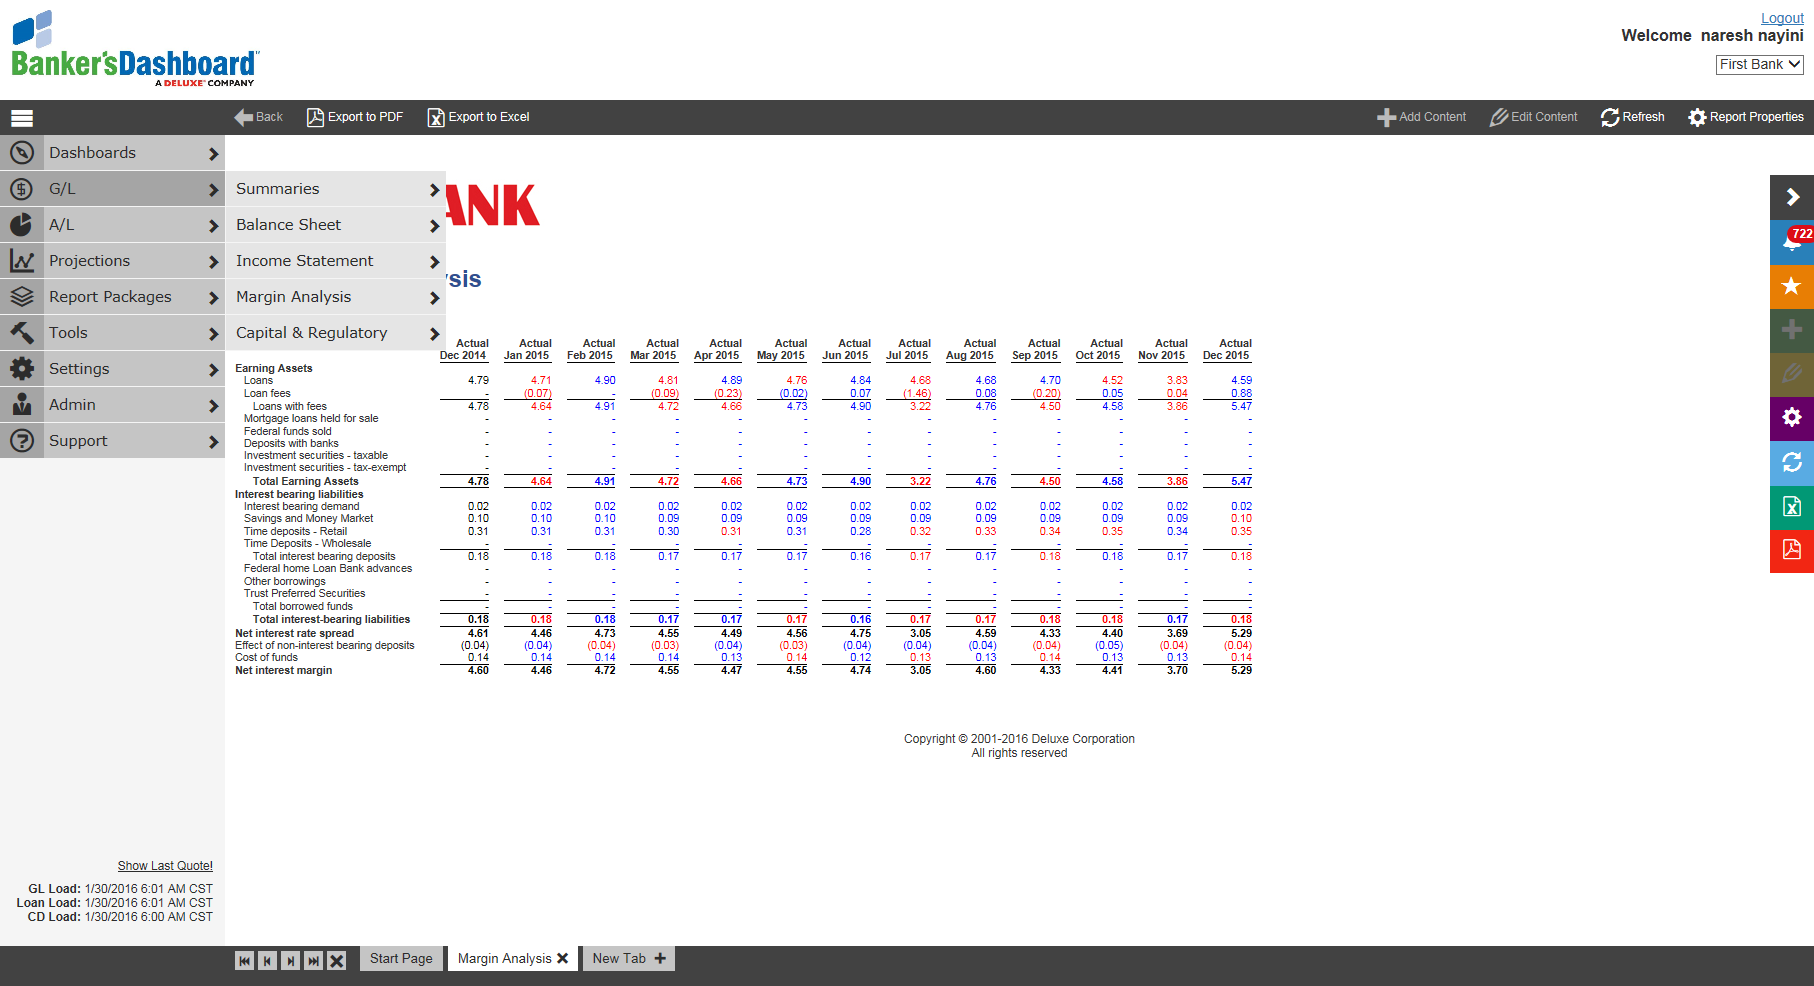 Logout
Welcome naresh nayini
First Bank
Banker'sDashboard
A DELUXE COMPANY
Back Export to PDF Export to Excel Add Content Edit Content Refresh Report Properties
Dashboards
G/L
A/L
Projections
Report Packages
Tools
Settings
Admin
Support
Summaries
Balance Sheet
Income Statement
Margin Analysis
Capital & Regulatory
ANK
sis
722
Actual Actual Actual Actual Actual Actual Actual Actual Actual Actual Actual Actual Actual
Dec 2014 Jan 2015 Feb 2015 Mar 2015 Apr 2015 May 2015 Jun 2015 Jul 2015 Aug 2015 Sep 2015 Oct 2015 Nov 2015 Dec 2015
Earning Assets
Loans 4.79 4.71 4.90 4.81 4.89 4.76 4.84 4.68 4.68 4.70 4.52 3.83 4.59
Loan fees - (0.07) - (0.09) (0.23) (0.02) 0.07 (1.46) 0.08 (0.20) 0.05 0.04 0.88
Loans with fees 4.78 4.64 4.91 4.72 4.66 4.73 4.90 3.22 4.76 4.50 4.58 3.86 5.47
Mortgage loans held for sale - - - - - - - - - - - - -
Federal funds sold - - - - - - - - - - - - -
Deposits with banks - - - - - - - - - - - - -
Investment securities - taxable - - - - - - - - - - - - -
Investment securities - tax-exempt - - - - - - - - - - - - -
Total Earning Assets 4.78 4.64 4.91 4.72 4.66 4.73 4.90 3.22 4.76 4.50 4.58 3.86 5.47
Interest bearing liabilities
Interest bearing demand 0.02 0.02 0.02 0.02 0.02 0.02 0.02 0.02 0.02 0.02 0.02 0.02 0.02
Savings and Money Market 0.10 0.10 0.10 0.09 0.09 0.09 0.09 0.09 0.09 0.09 0.09 0.09 0.10
Time deposits - Retail 0.31 0.31 0.31 0.30 0.31 0.31 0.28 0.32 0.33 0.34 0.35 0.34 0.35
Time Deposits - Wholesale - - - - - - - - - - - - -
Total interest bearing deposits 0.18 0.18 0.18 0.17 0.17 0.17 0.16 0.17 0.17 0.18 0.18 0.17 0.18
Federal home Loan Bank advances - - - - - - - - - - - - -
Other borrowings - - - - - - - - - - - - -
Trust Preferred Securities - - - - - - - - - - - - -
Total borrowed funds - - - - - - - - - - - - -
Total interest-bearing liabilities 0.18 0.18 0.18 0.17 0.17 0.17 0.16 0.17 0.17 0.18 0.18 0.17 0.18
Net interest rate spread 4.61 4.46 4.73 4.55 4.49 4.56 4.75 3.05 4.59 4.33 4.40 3.69 5.29
Effect of non-interest bearing deposits (0.04) (0.04) (0.04) (0.03) (0.04) (0.03) (0.04) (0.04) (0.04) (0.04) (0.05) (0.04) (0.04)
Cost of funds 0.14 0.14 0.14 0.14 0.13 0.14 0.12 0.13 0.13 0.14 0.13 0.13 0.14
Net interest margin 4.60 4.46 4.72 4.55 4.47 4.55 4.74 3.05 4.60 4.33 4.41 3.70 5.29
Copyright © 2001-2016 Deluxe Corporation
All rights reserved
Show Last Quote!
GL Load: 1/30/2016 6:01 AM CST
Loan Load: 1/30/2016 6:01 AM CST
CD Load: 1/30/2016 6:00 AM CST
Start Page Margin Analysis New Tab